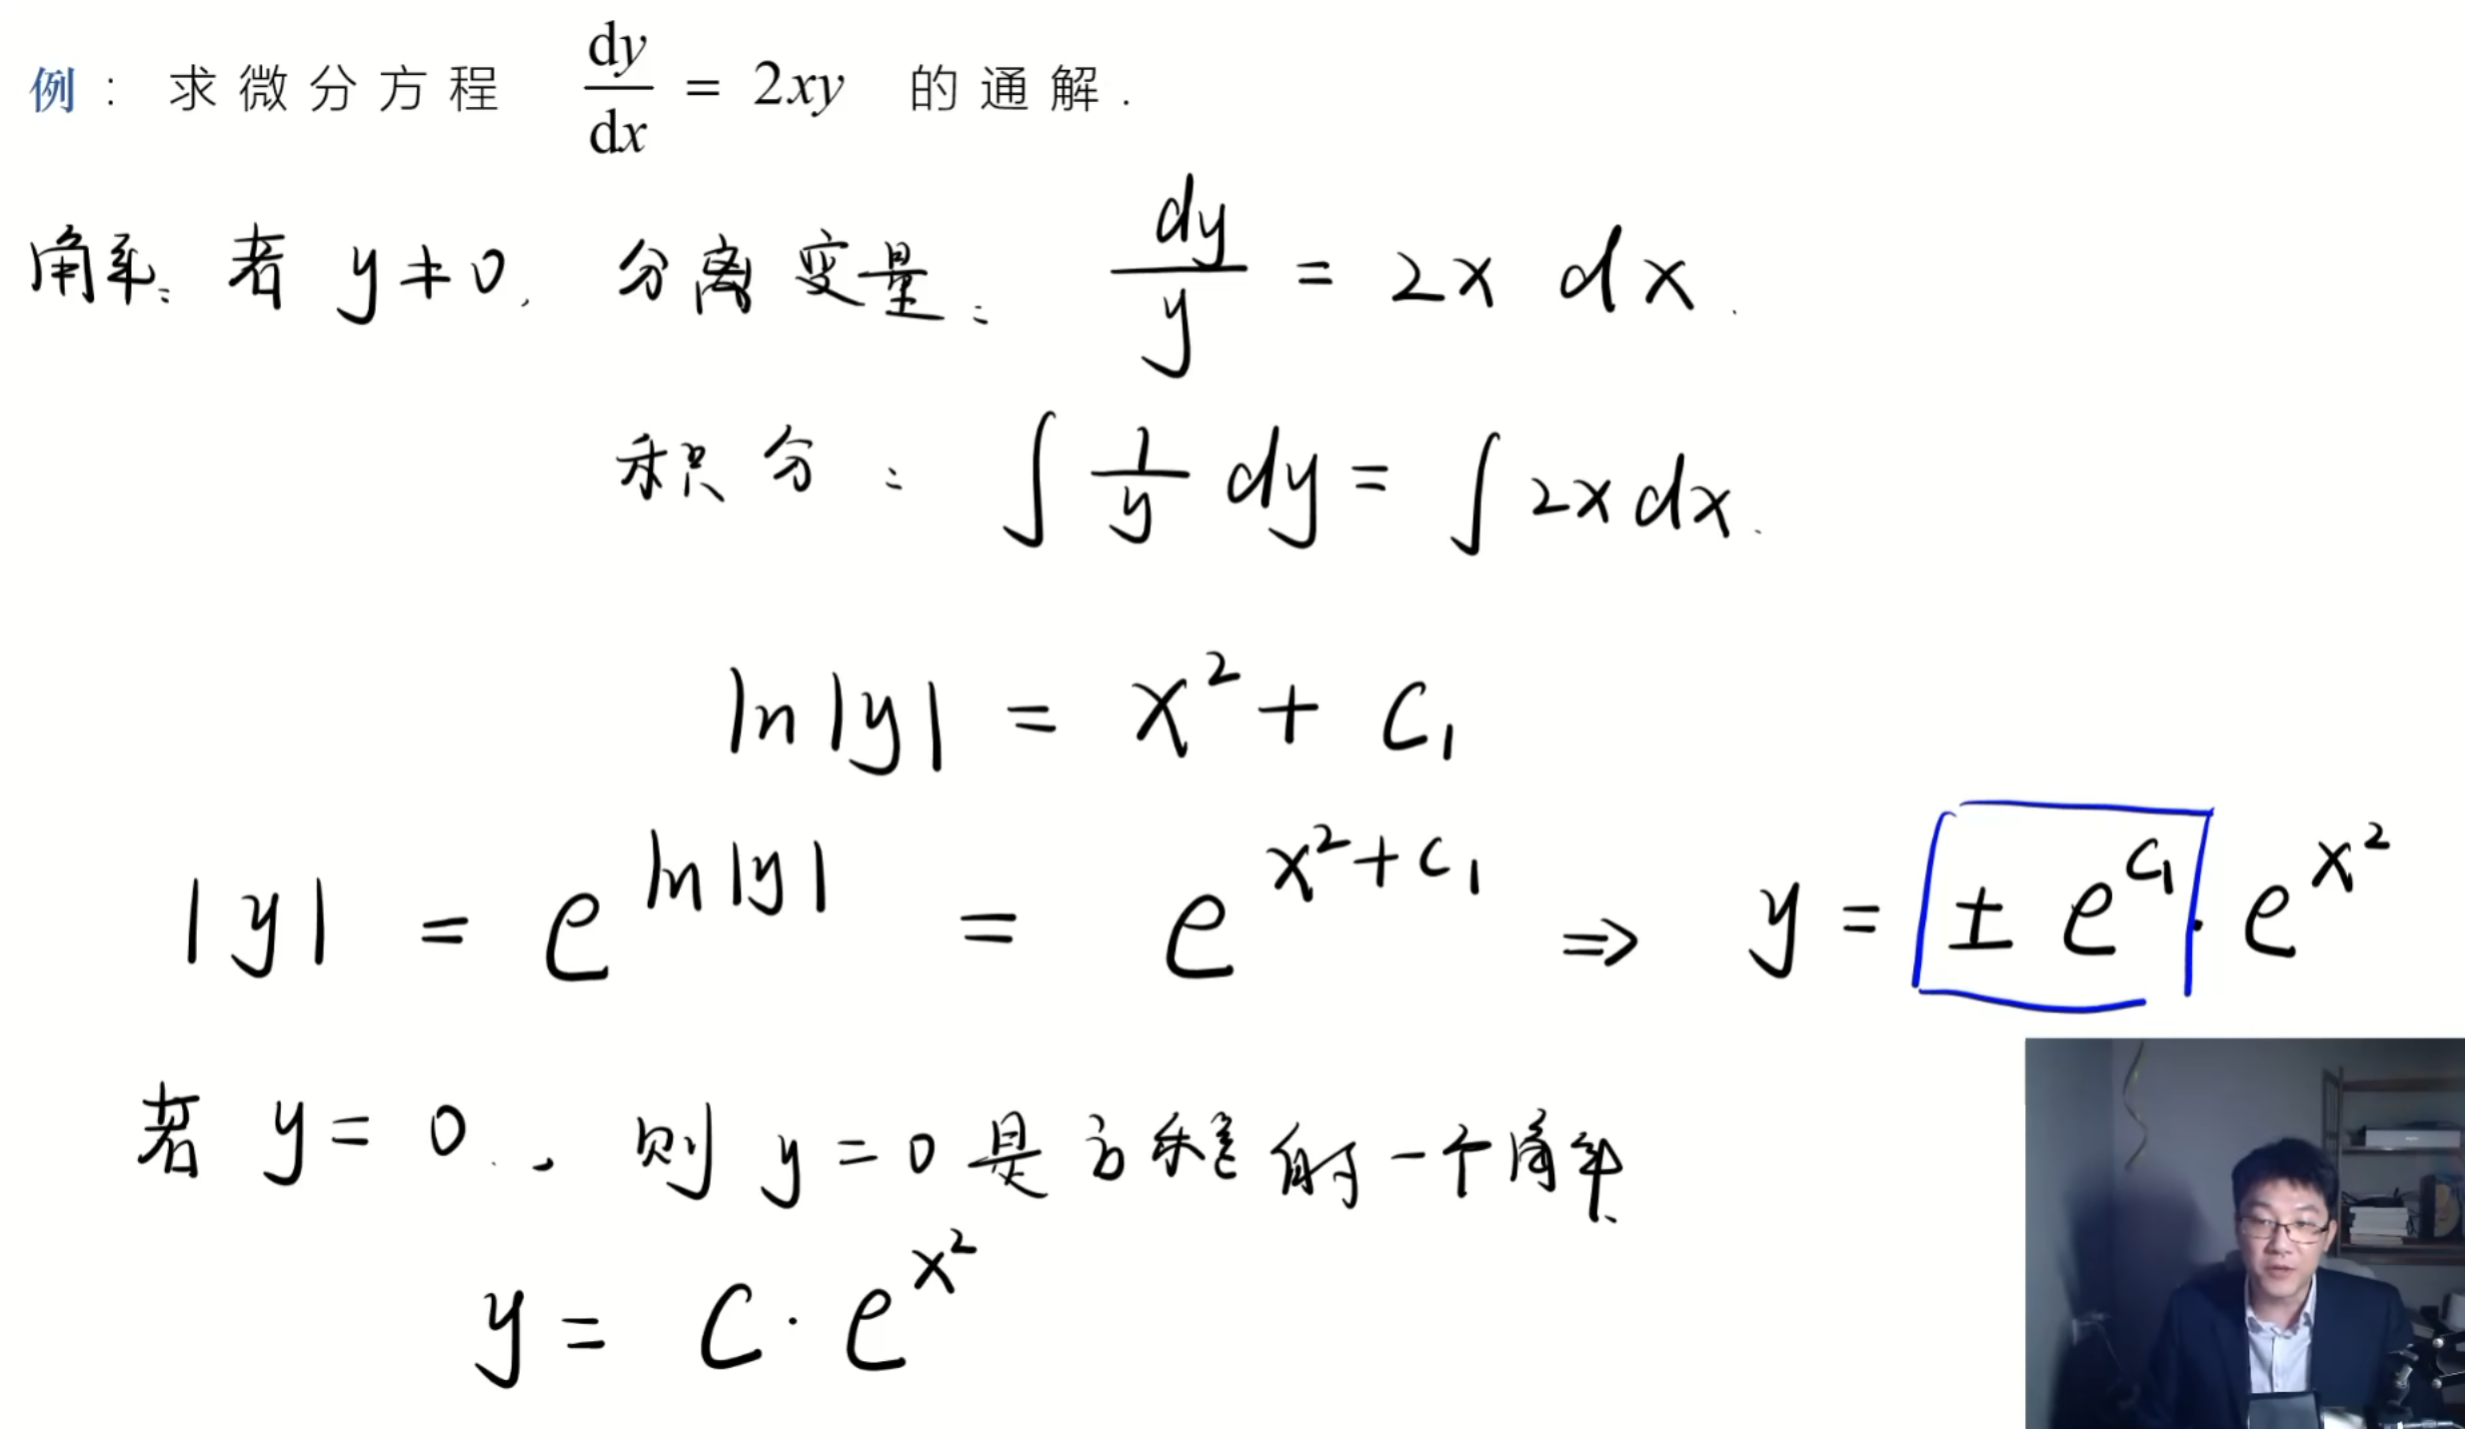 例：求微分方程 dy/dx = 2xy 的通解.
解: 若 y≠0, 分离变量: dy/y = 2x dx.
积分: ∫ 1/y dy = ∫ 2x dx.
ln|y| = x² + C₁
|y| = e^{ln|y|} = e^{x²+C₁} ⇒ y = ± e^{C₁} · e^{x²}
若 y = 0, 则 y = 0 是方程的一个解.
y = C · e^{x²}